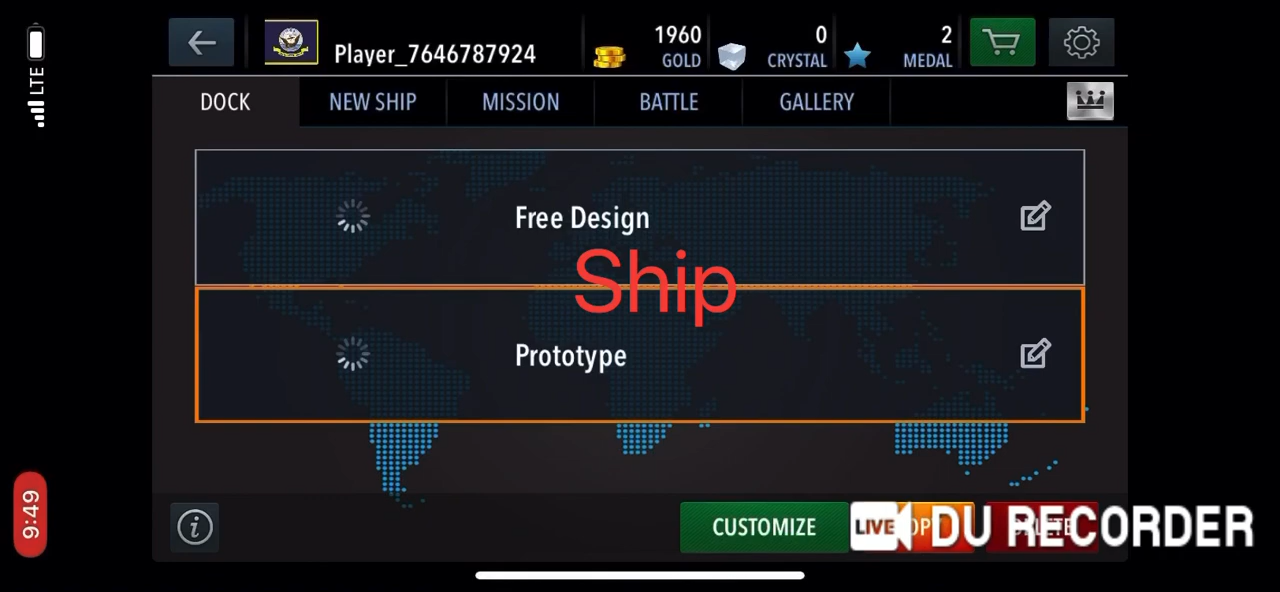 LTE
9:49
Player_7646787924
1960
GOLD
0
CRYSTAL
2
MEDAL
DOCK
NEW SHIP
MISSION
BATTLE
GALLERY
Free Design
Ship
Prototype
i
CUSTOMIZE
LIVE
DU RECORDER